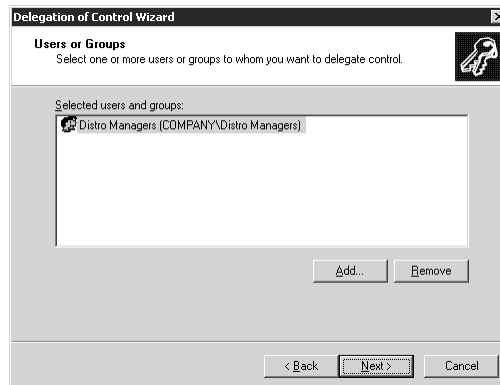 Delegation of Control Wizard
Users or Groups
Select one or more users or groups to whom you want to delegate control.
Selected users and groups:
Distro Managers (COMPANY\Distro Managers)
Add... Remove
< Back Next > Cancel